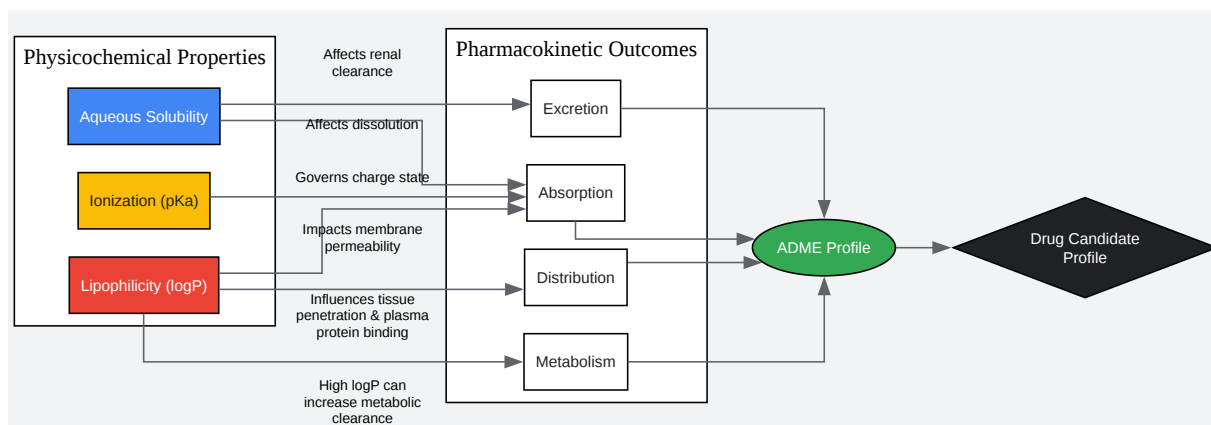 Physicochemical Properties
Aqueous Solubility
Ionization (pKa)
Lipophilicity (logP)
Affects renal
clearance
Affects dissolution
Governs charge state
Impacts membrane
permeability
Influences tissue
penetration & plasma
protein binding
High logP can
increase metabolic
clearance
Pharmacokinetic Outcomes
Excretion
Absorption
Distribution
Metabolism
ADME Profile
Drug Candidate
Profile